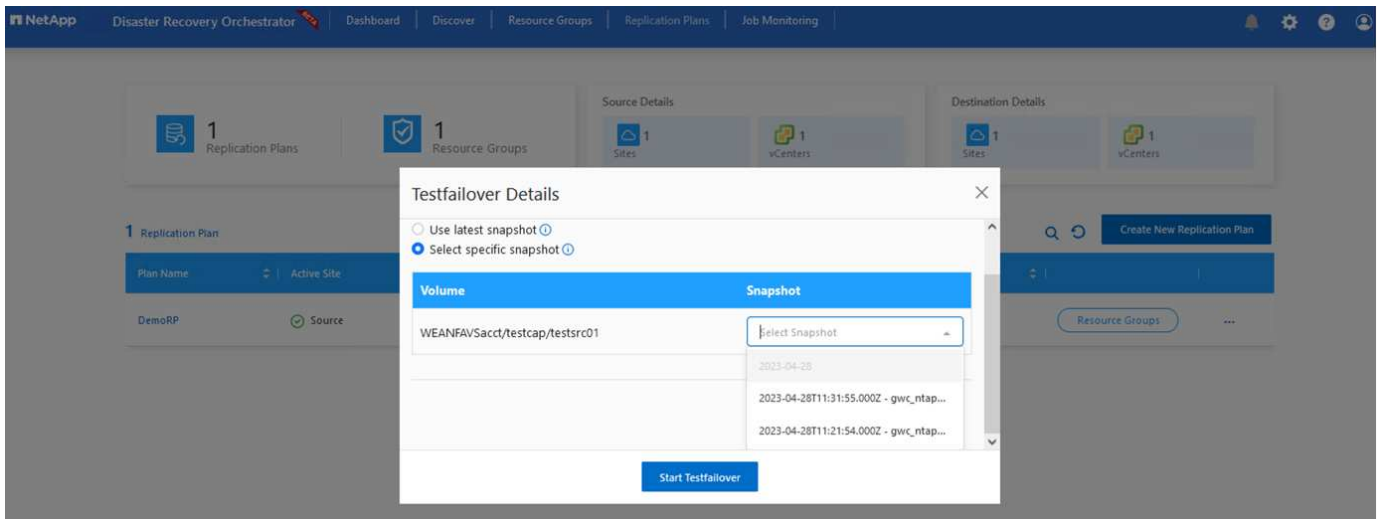 NetApp
Disaster Recovery Orchestrator
Dashboard
Discover
Resource Groups
Replication Plans
Job Monitoring
1
Replication Plans
1
Resource Groups
Source Details
1
Sites
1
vCenters
Destination Details
1
Sites
1
vCenters
1 Replication Plan
Create New Replication Plan
Plan Name
Active Site
DemoRP
Source
Resource Groups
...
Testfailover Details
Use latest snapshot
Select specific snapshot
Volume
Snapshot
WEANFAVSacct/testcap/testsrc01
Select Snapshot
2023-04-28
2023-04-28T11:31:55.000Z - gwc_ntap...
2023-04-28T11:21:54.000Z - gwc_ntap...
Start Testfailover